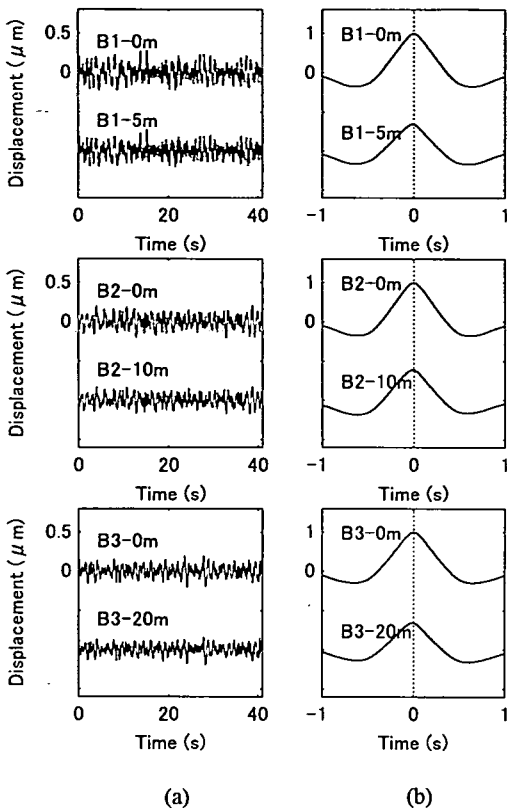 Displacement (μm)
0.5
0
B1-0m
B1-5m
0 20 40
Time (s)
1
0
B1-0m
B1-5m
-1 0 1
Time (s)
Displacement (μm)
0.5
0
B2-0m
B2-10m
0 20 40
Time (s)
1
0
B2-0m
B2-10m
-1 0 1
Time (s)
Displacement (μm)
0.5
0
B3-0m
B3-20m
0 20 40
Time (s)
1
0
B3-0m
B3-20m
-1 0 1
Time (s)
(a)
(b)